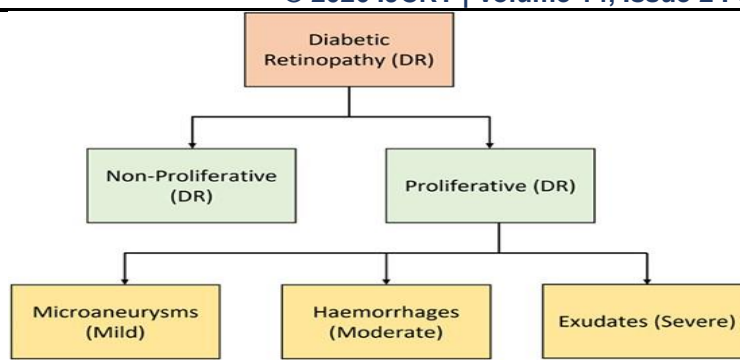 Diabetic
Retinopathy (DR)
Non-Proliferative
(DR)
Proliferative (DR)
Microaneurysms
(Mild)
Haemorrhages
(Moderate)
Exudates (Severe)